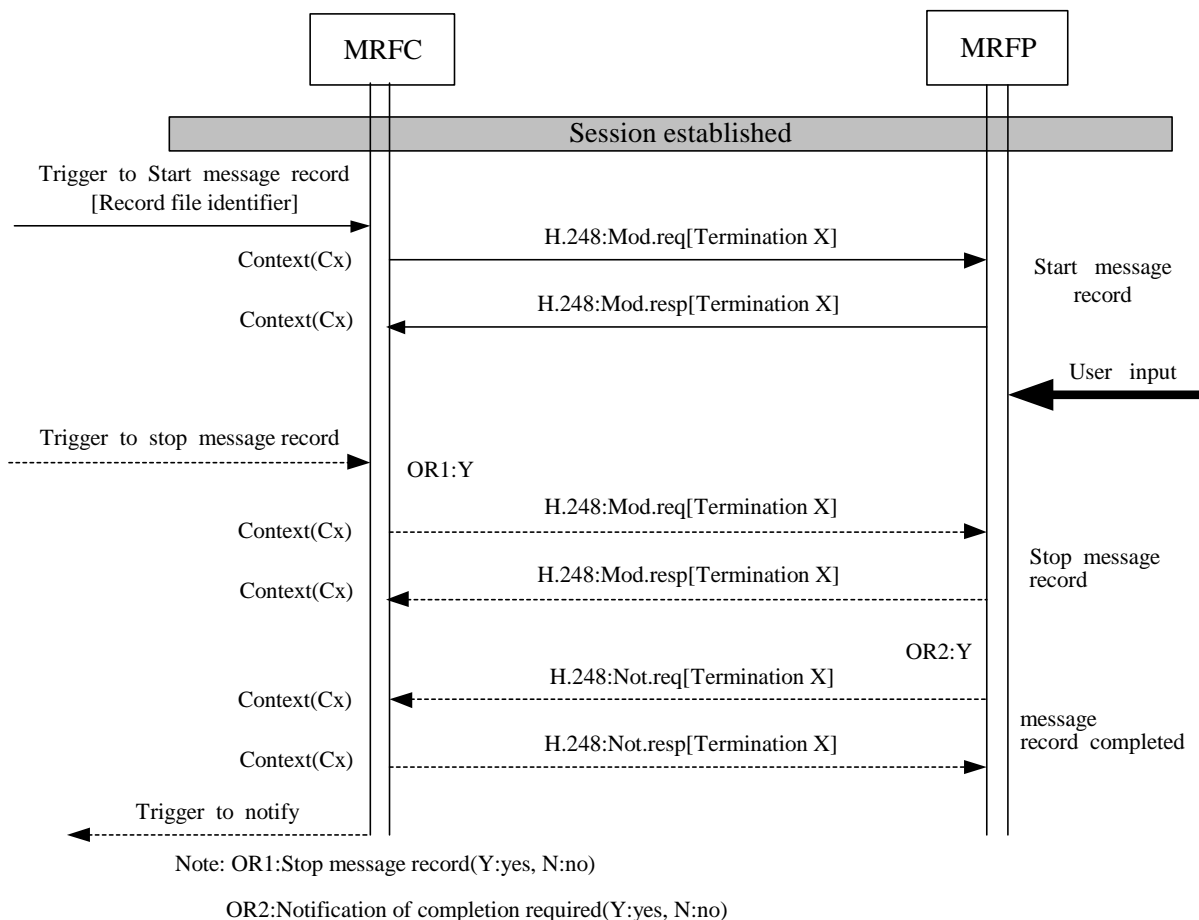 MRFC
MRFP
Session established
Trigger to Start message record
[Record file identifier]
H.248:Mod.req[Termination X]
Context(Cx)
Start message
record
H.248:Mod.resp[Termination X]
Context(Cx)
User input
Trigger to stop message record
OR1:Y
H.248:Mod.req[Termination X]
Context(Cx)
Stop message
record
H.248:Mod.resp[Termination X]
Context(Cx)
OR2:Y
H.248:Not.req[Termination X]
Context(Cx)
message
record completed
H.248:Not.resp[Termination X]
Context(Cx)
Trigger to notify
Note: OR1:Stop message record(Y:yes, N:no)
OR2:Notification of completion required(Y:yes, N:no)